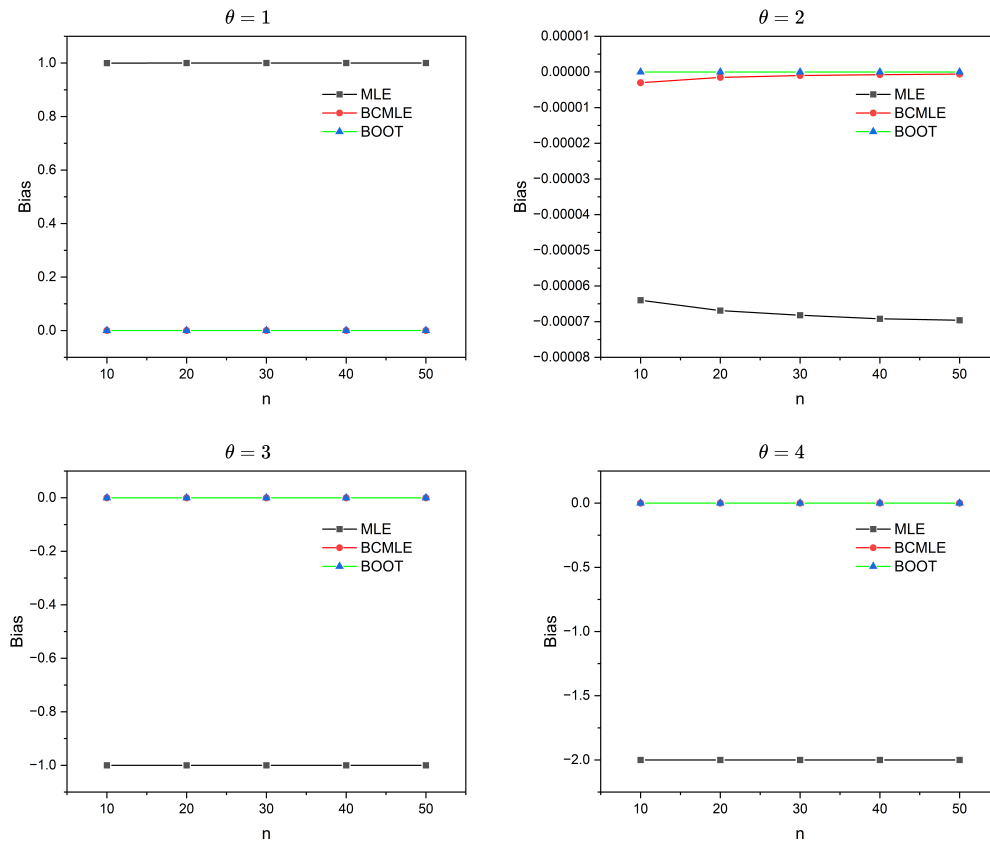 θ = 1
1.0
0.8
0.6
0.4
0.2
0.0
Bias
MLE
BCMLE
BOOT
10 20 30 40 50
n
θ = 2
0.00001
0.00000
−0.00001
−0.00002
−0.00003
−0.00004
−0.00005
−0.00006
−0.00007
−0.00008
Bias
MLE
BCMLE
BOOT
10 20 30 40 50
n
θ = 3
0.0
−0.2
−0.4
−0.6
−0.8
−1.0
Bias
MLE
BCMLE
BOOT
10 20 30 40 50
n
θ = 4
0.0
−0.5
−1.0
−1.5
−2.0
Bias
MLE
BCMLE
BOOT
10 20 30 40 50
n